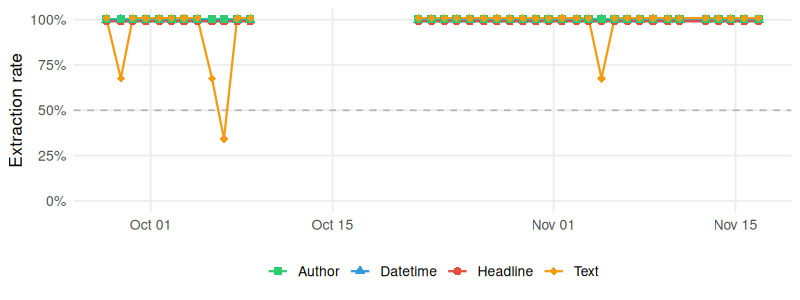 Extraction rate
100%
75%
50%
25%
0%
Oct 01 Oct 15 Nov 01 Nov 15
Author Datetime Headline Text